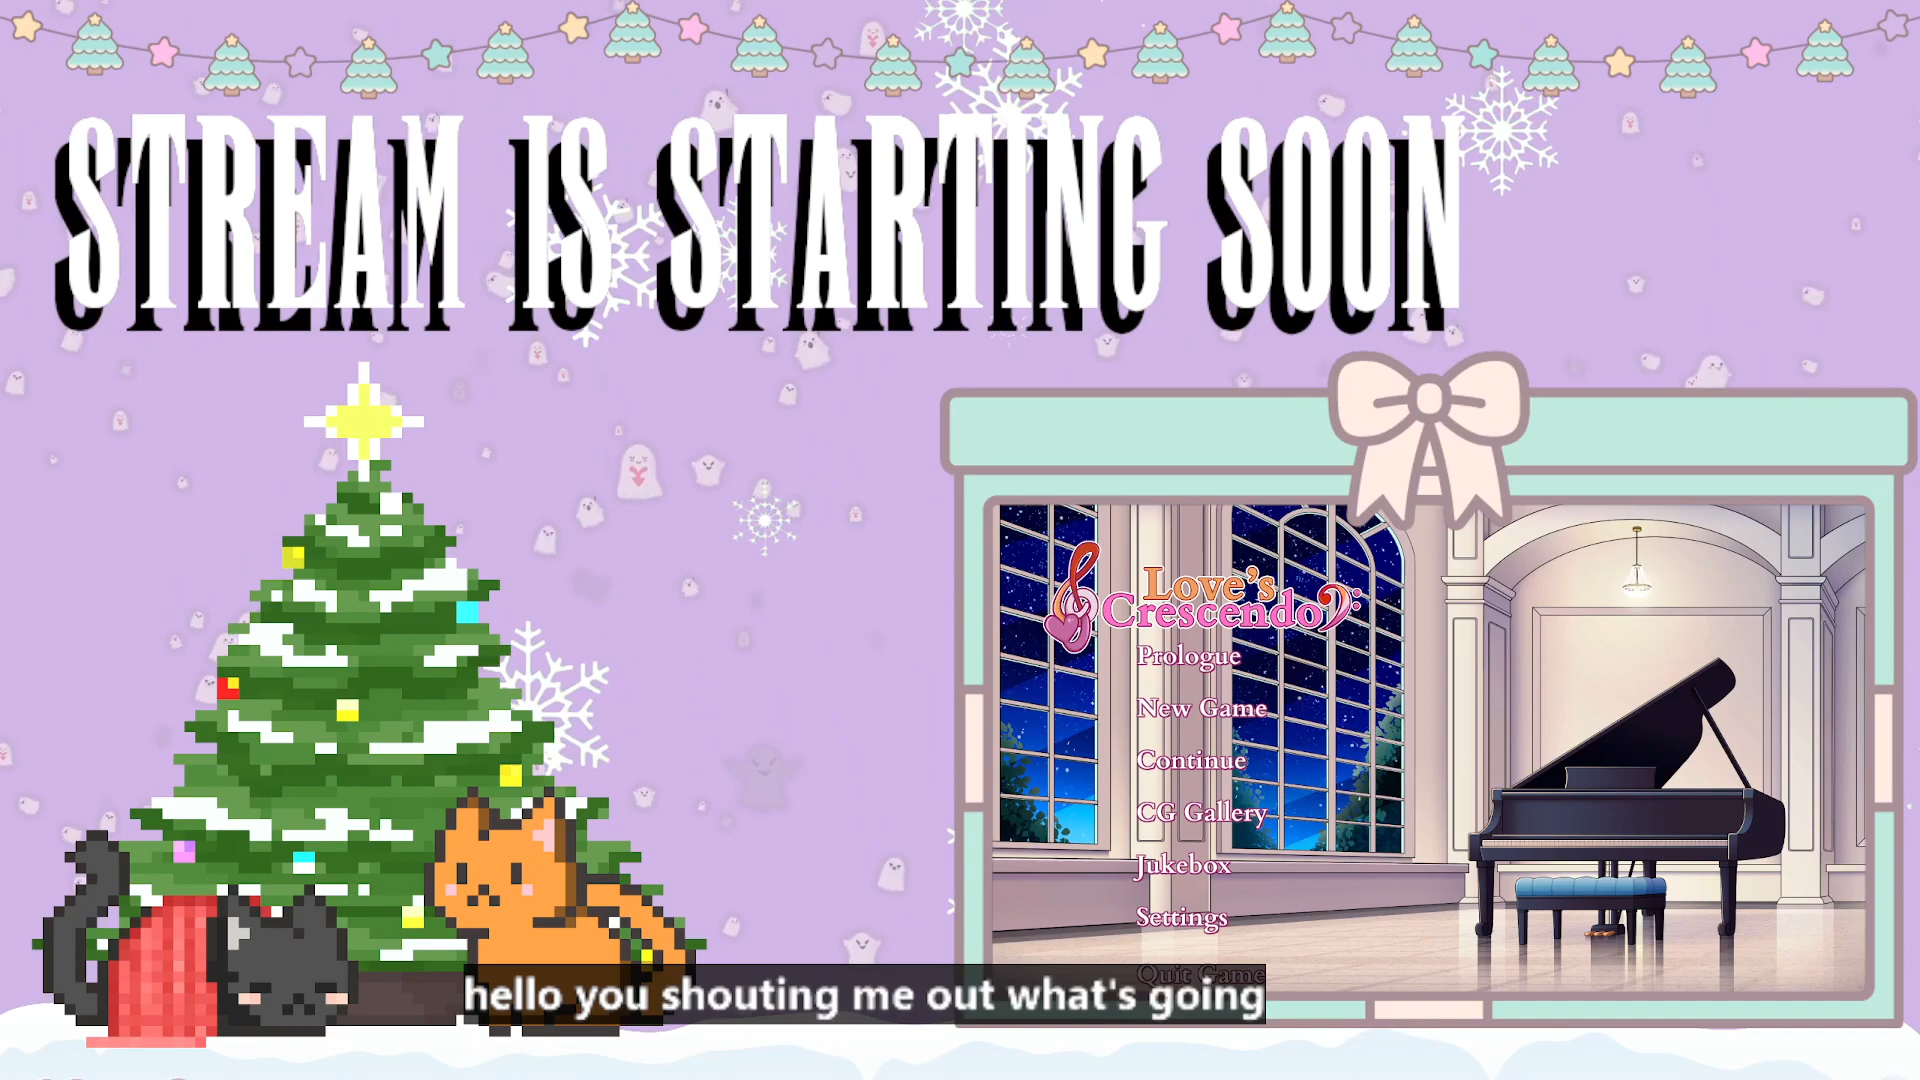 STREAM IS STARTING SOON
Love's
Crescendo
Prologue
New Game
Continue
CG Gallery
Jukebox
Settings
Quit Game
hello you shouting me out what's going